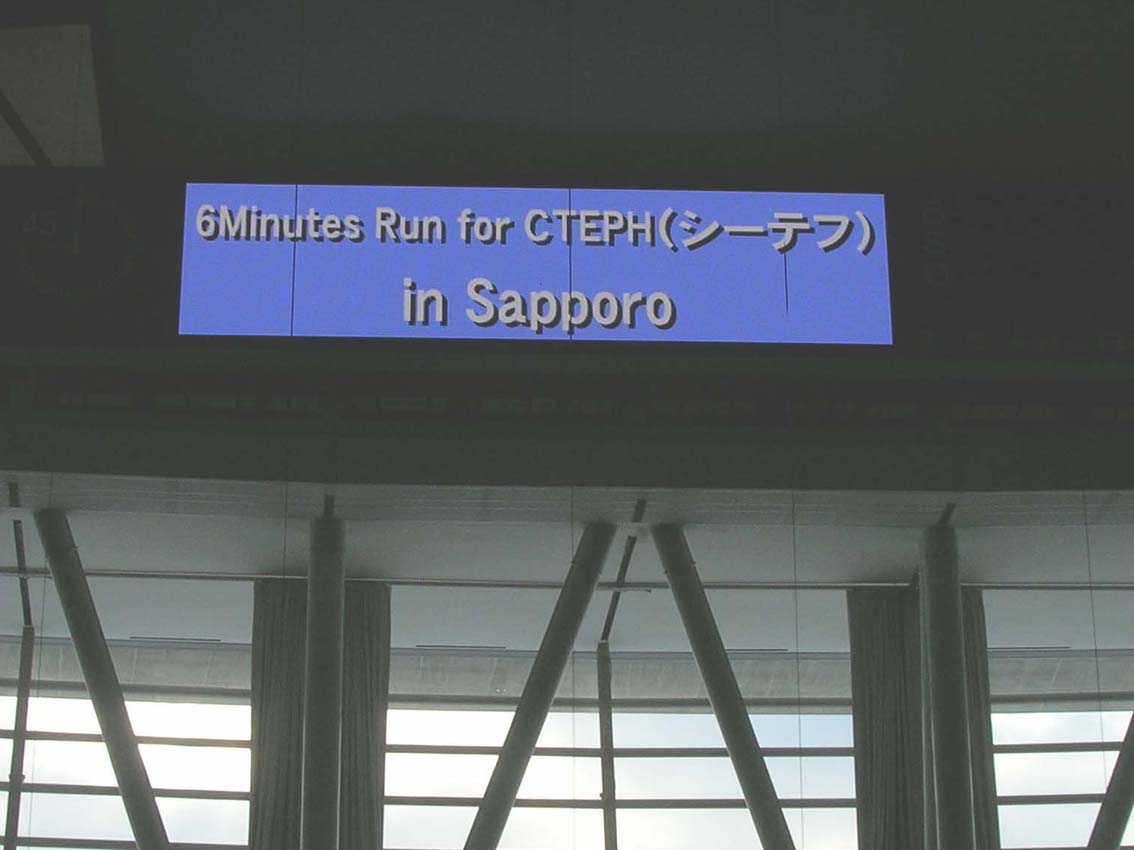 6Minutes Run for CTEPH(シーテフ)
in Sapporo